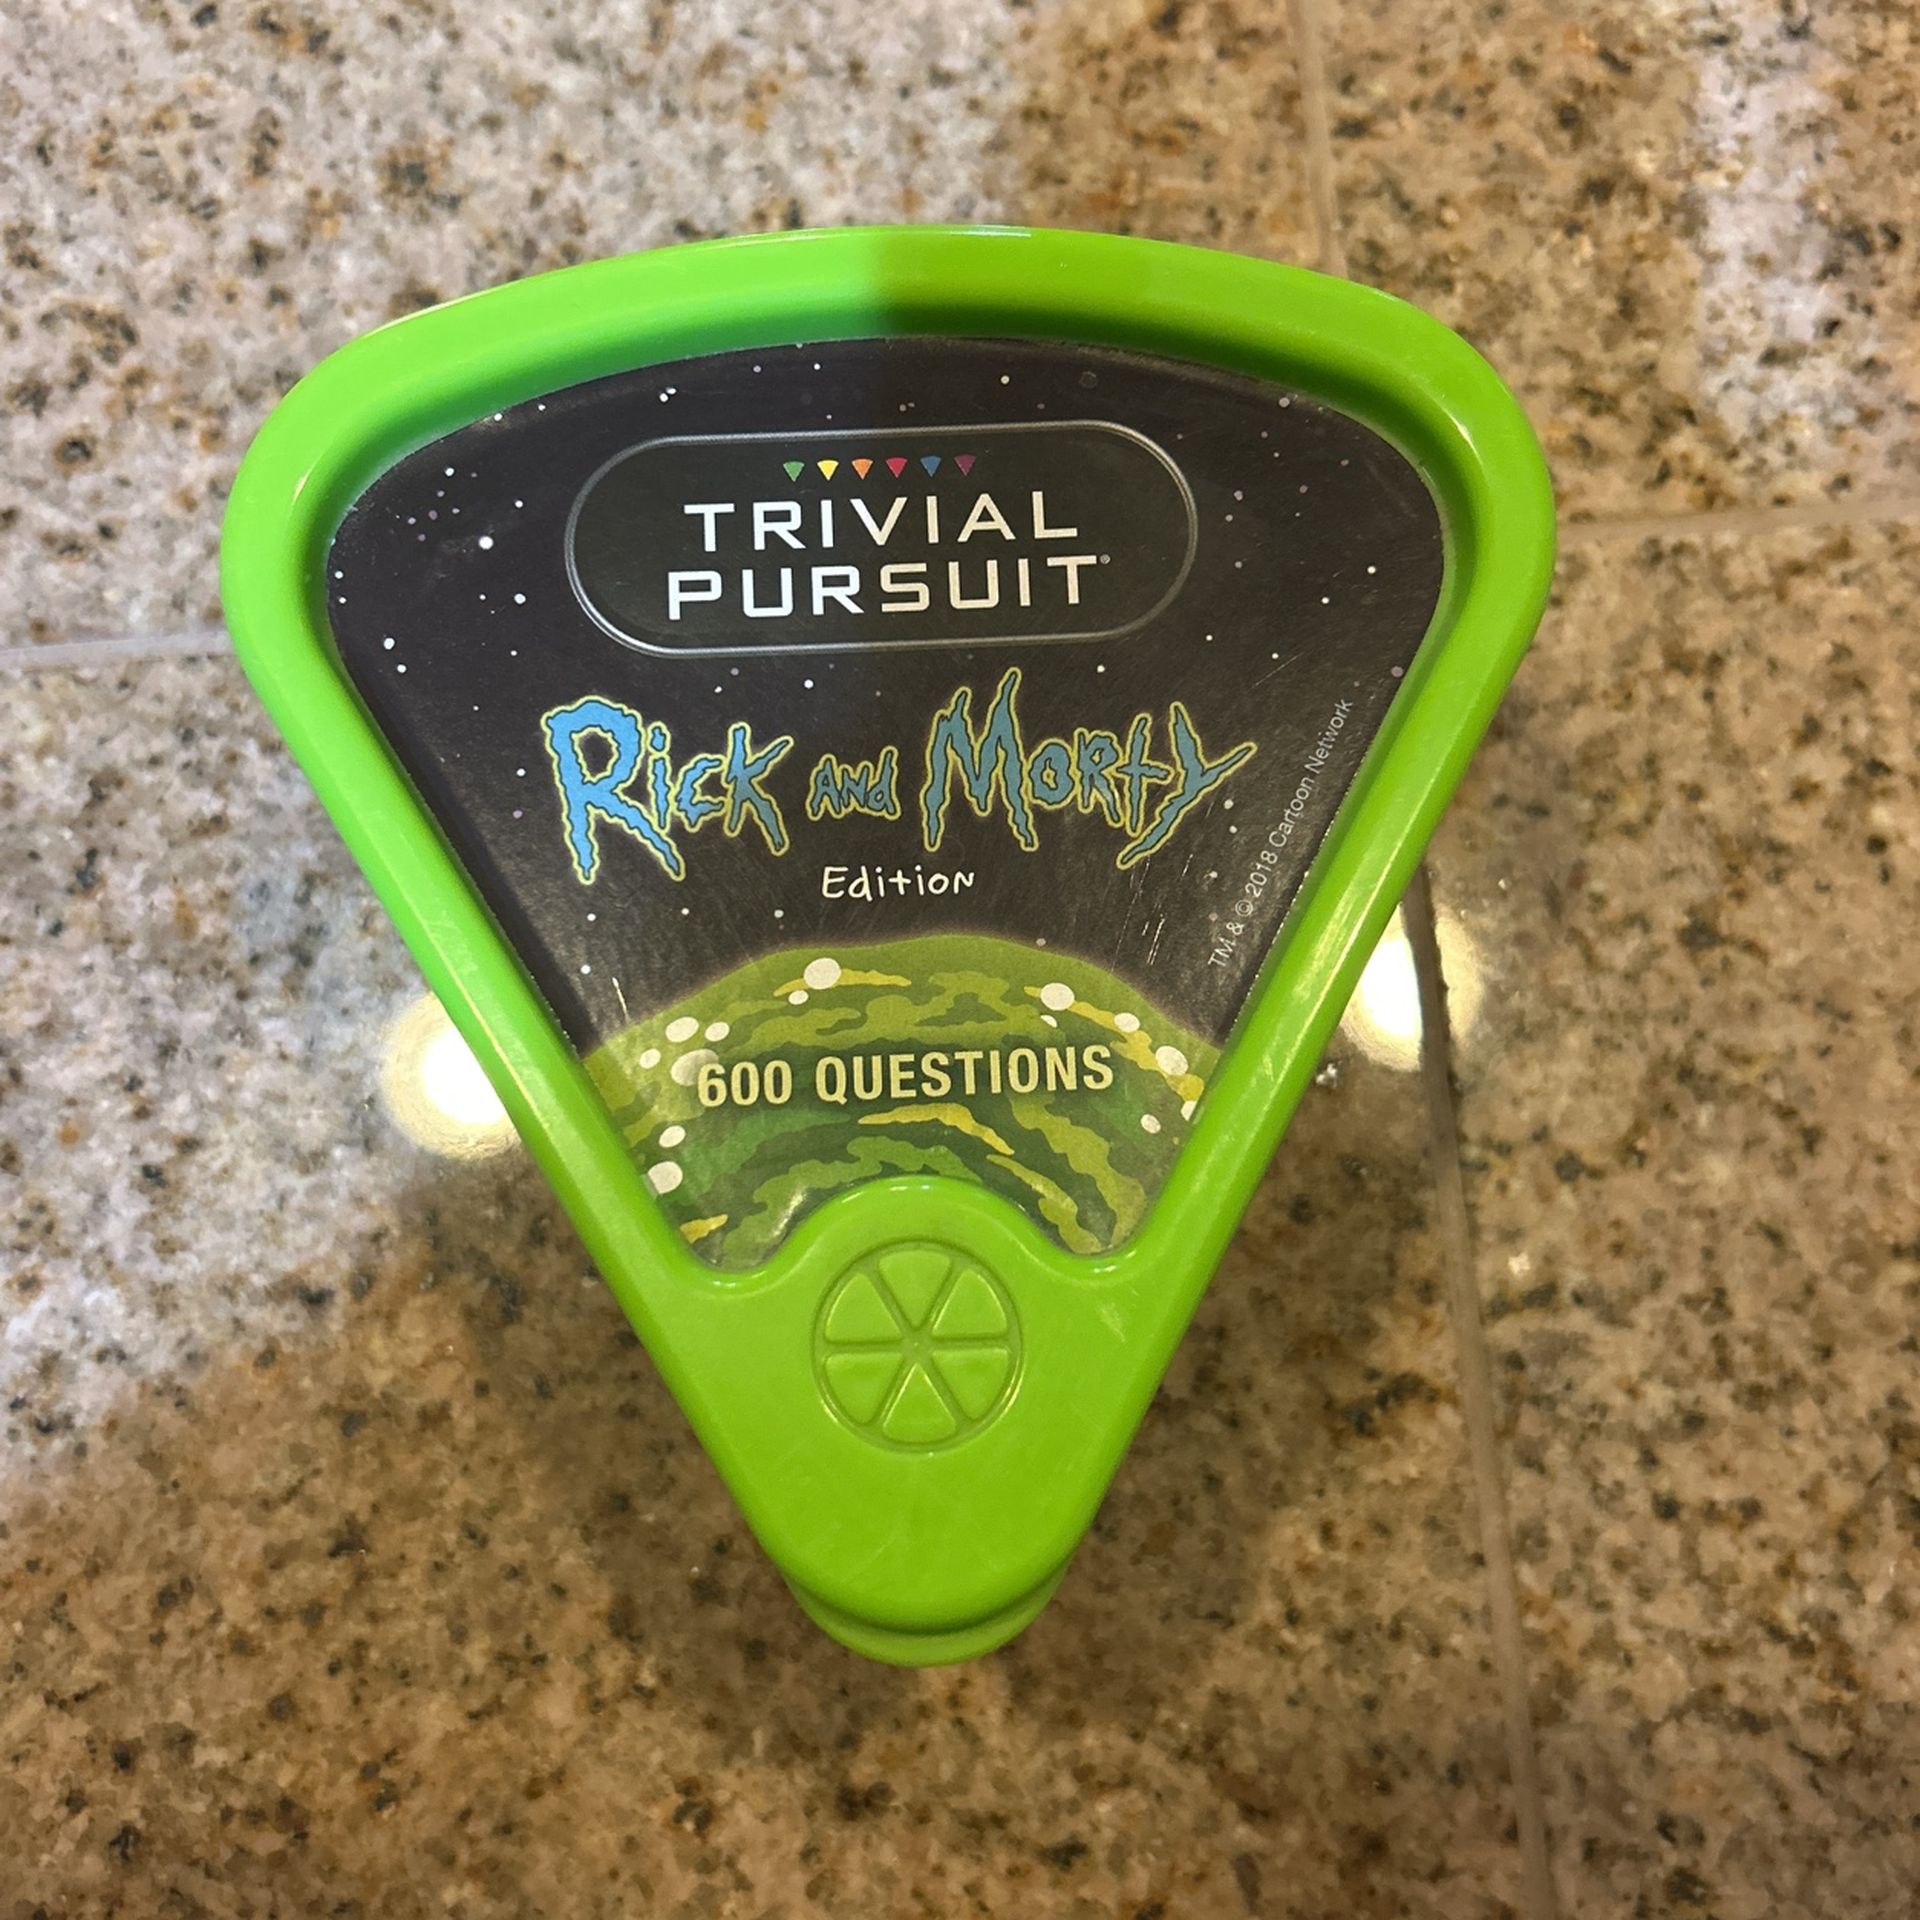 TRIVIAL
PURSUIT®
Rick and Morty
Edition
TM & © 2018 Cartoon Network
600 QUESTIONS